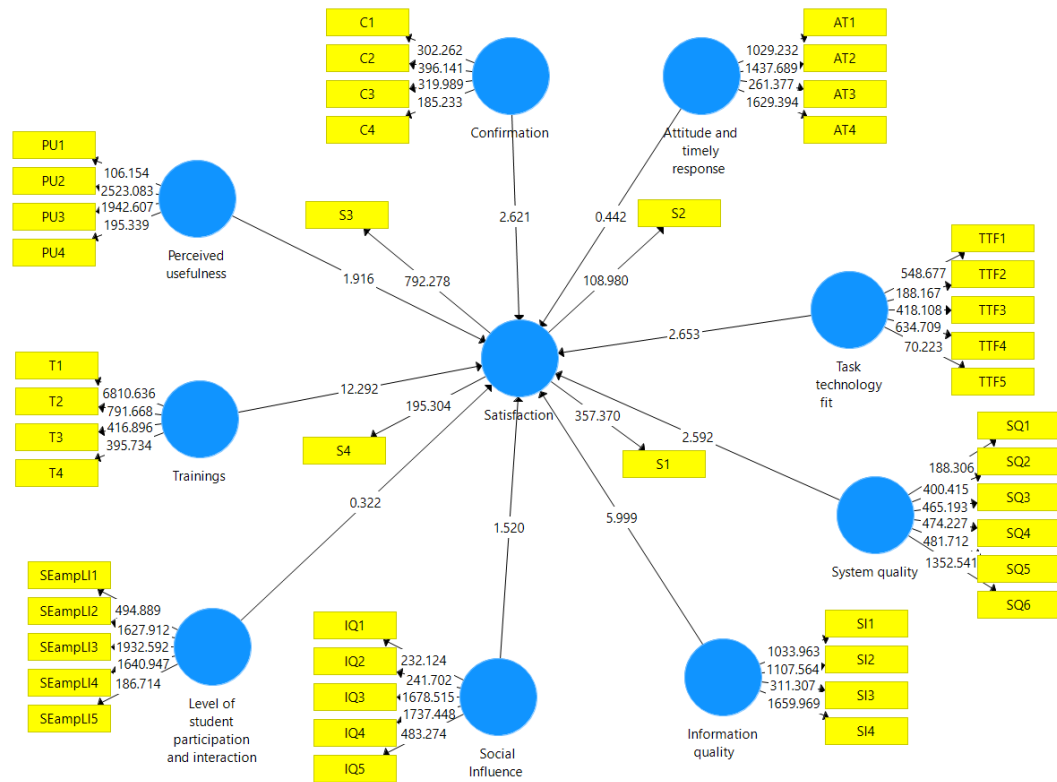 C1
C2
C3
C4
302.262
396.141
319.989
185.233
Confirmation
AT1
AT2
AT3
AT4
1029.232
1437.689
261.377
1629.394
Attitude and
timely
response
PU1
PU2
PU3
PU4
106.154
2523.083
1942.607
195.339
Perceived
usefulness
S3
S2
2.621
0.442
1.916
792.278
108.980
TTF1
TTF2
TTF3
TTF4
TTF5
548.677
188.167
418.108
634.709
70.223
Task
technology
fit
2.653
T1
T2
T3
T4
6810.636
791.668
416.896
395.734
Trainings
12.292
195.304
Satisfaction
357.370
2.592
S4
S1
SQ1
SQ2
SQ3
SQ4
SQ5
SQ6
188.306
400.415
465.193
474.227
481.712
1352.541
System quality
0.322
1.520
5.999
SEampLI1
SEampLI2
SEampLI3
SEampLI4
SEampLI5
494.889
1627.912
1932.592
1640.947
186.714
Level of
student
participation
and interaction
IQ1
IQ2
IQ3
IQ4
IQ5
232.124
241.702
1678.515
1737.448
483.274
Social
Influence
SI1
SI2
SI3
SI4
1033.963
1107.564
311.307
1659.969
Information
quality